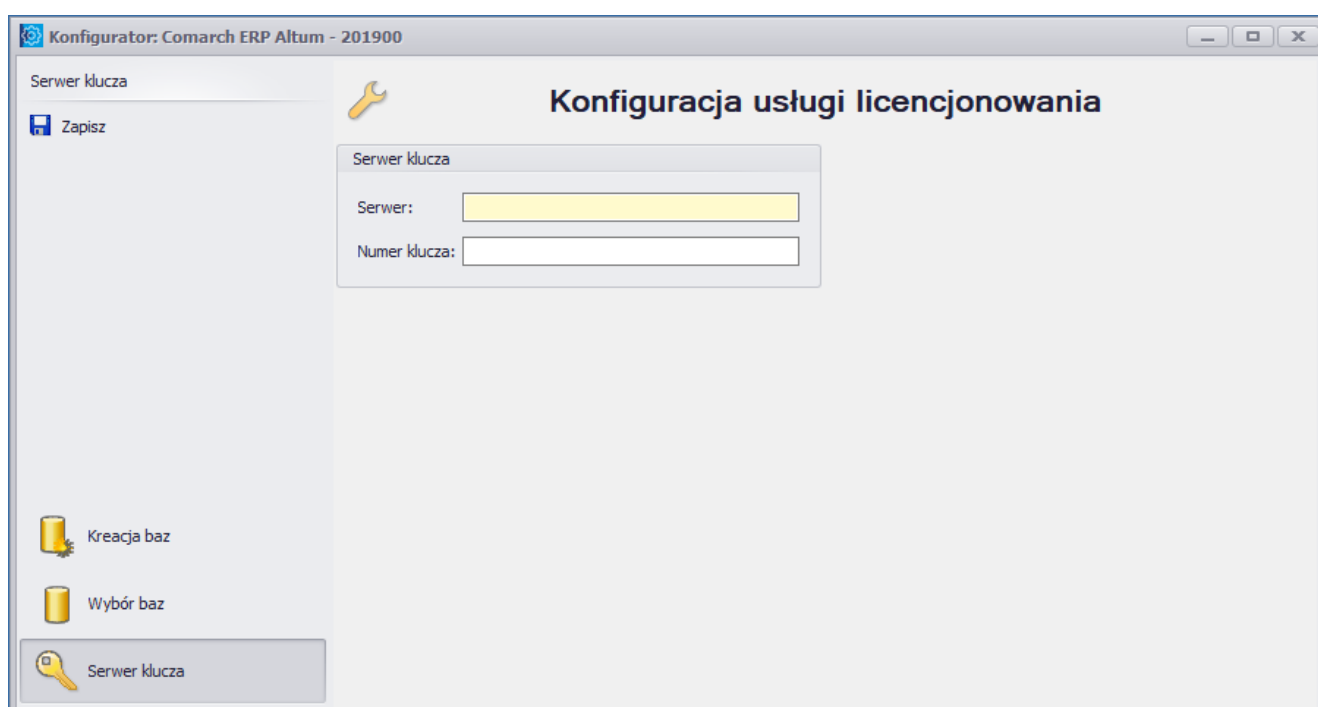 Konfigurator: Comarch ERP Altum - 201900
Serwer klucza
Zapisz
Konfiguracja usługi licencjonowania
Serwer klucza
Serwer:
Numer klucza:
Kreacja baz
Wybór baz
Serwer klucza